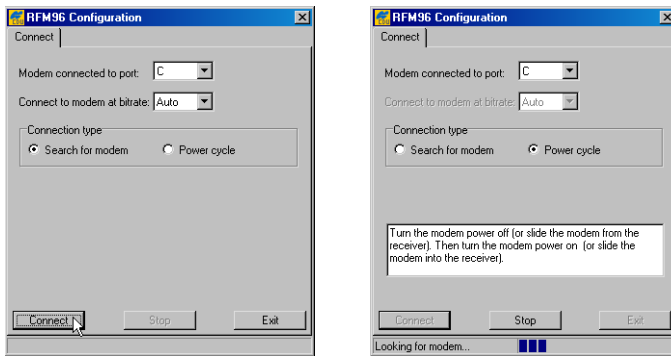 RFM96 Configuration
Connect
Modem connected to port: C
Connect to modem at bitrate: Auto
Connection type
Search for modem Power cycle
Connect Stop Exit
RFM96 Configuration
Connect
Modem connected to port: C
Connect to modem at bitrate: Auto
Connection type
Search for modem Power cycle
Turn the modem power off (or slide the modem from the
receiver). Then turn the modem power on (or slide the
modem into the receiver).
Connect Stop Exit
Looking for modem...